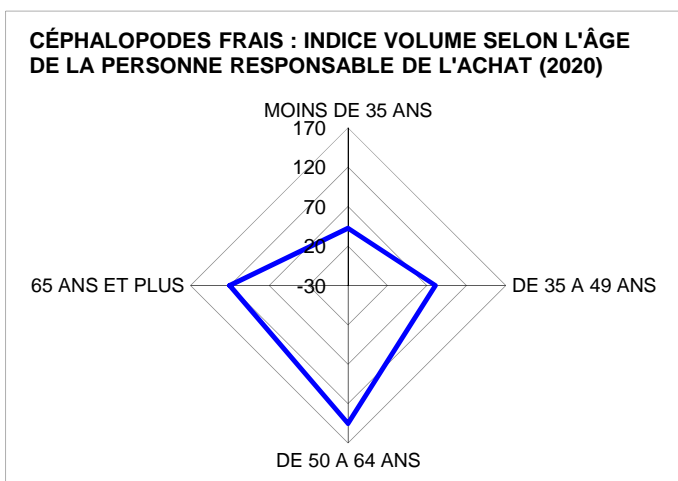 CÉPHALOPODES FRAIS : INDICE VOLUME SELON L'ÂGE
DE LA PERSONNE RESPONSABLE DE L'ACHAT (2020)
MOINS DE 35 ANS
170
120
70
20
-30
65 ANS ET PLUS
DE 35 A 49 ANS
DE 50 A 64 ANS